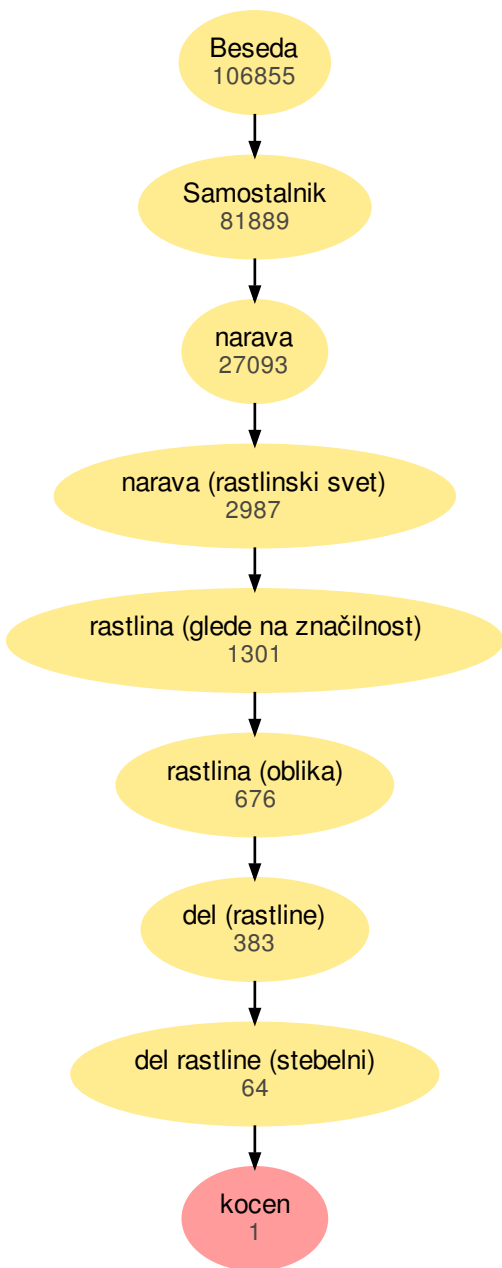 Beseda
106855
Samostalnik
81889
narava
27093
narava (rastlinski svet)
2987
rastlina (glede na značilnost)
1301
rastlina (oblika)
676
del (rastline)
383
del rastline (stebelni)
64
kocen
1